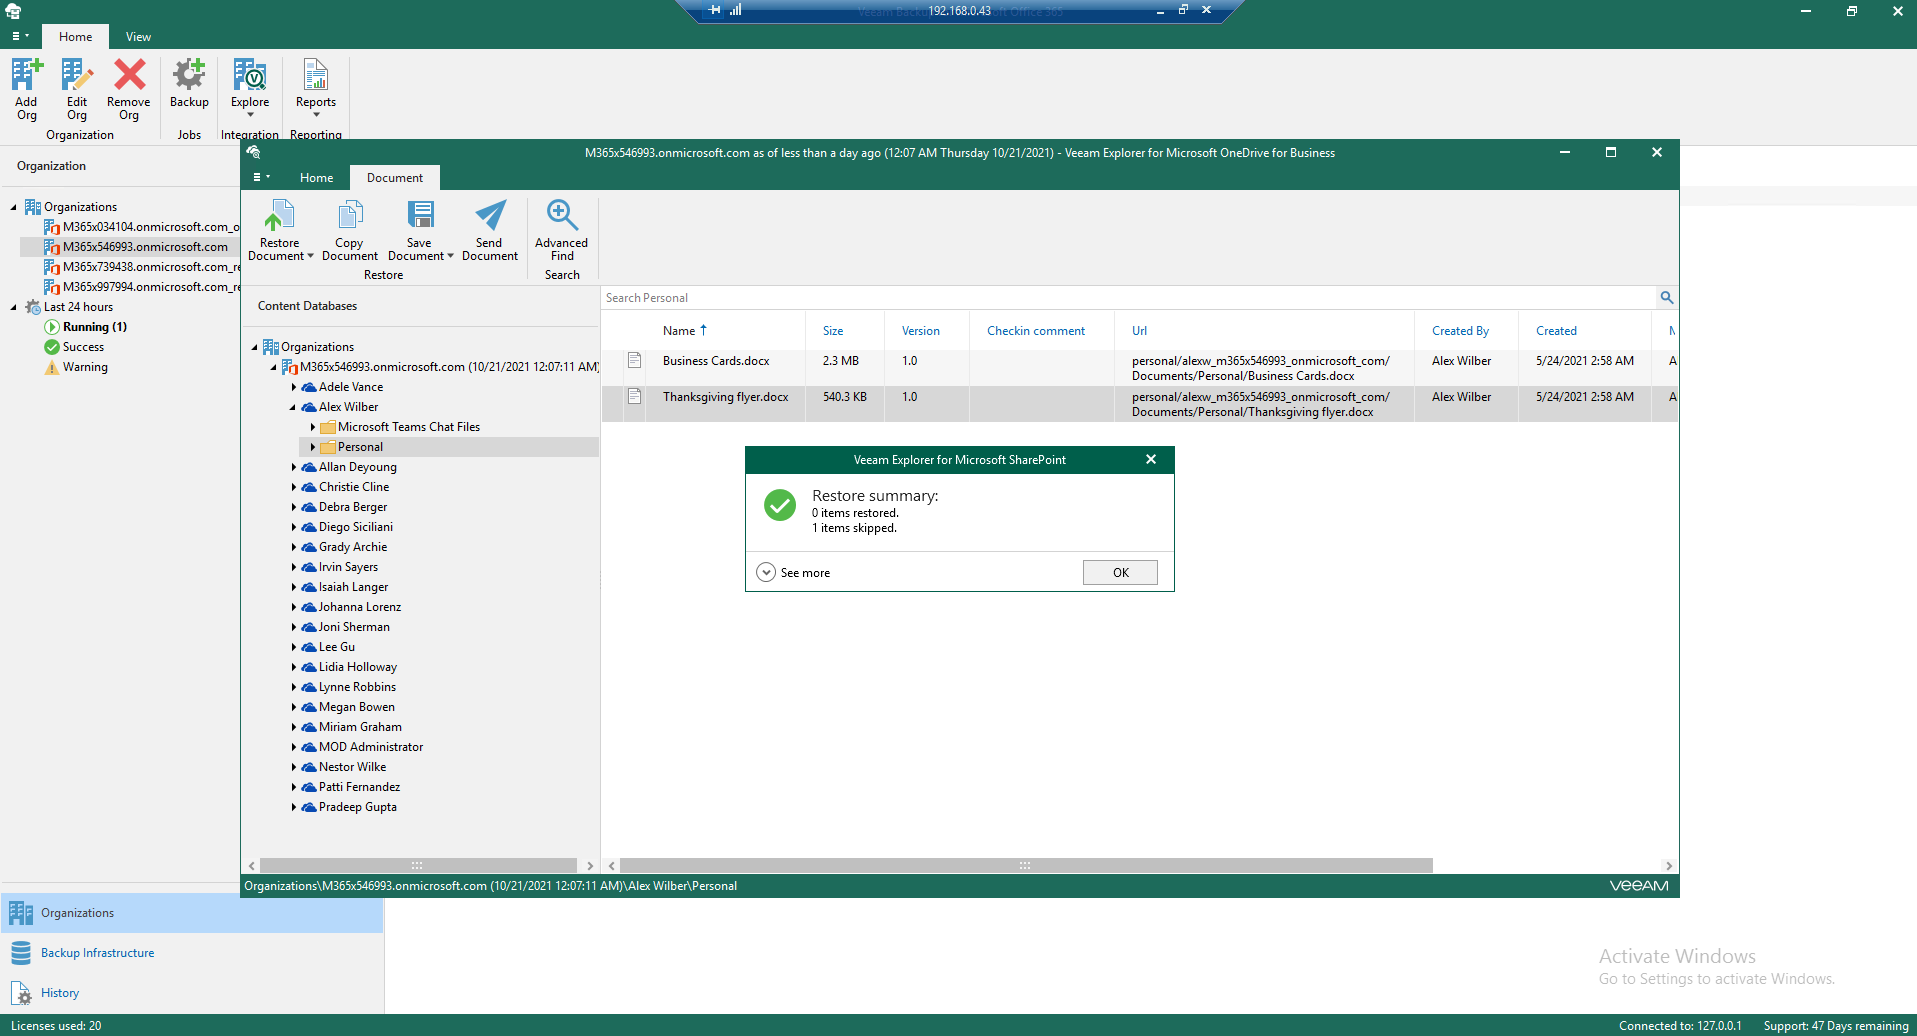 Veeam Backup for Microsoft Office 365
192.168.0.43
Home
View
Add Org
Edit Org
Remove Org
Backup
Explore
Reports
Organization
Jobs
Integration
Reporting
Organization
Organizations
M365x034104.onmicrosoft.com_o
M365x546993.onmicrosoft.com
M365x739438.onmicrosoft.com_re
M365x997994.onmicrosoft.com_re
Last 24 hours
Running (1)
Success
Warning
M365x546993.onmicrosoft.com as of less than a day ago (12:07 AM Thursday 10/21/2021) - Veeam Explorer for Microsoft OneDrive for Business
Home
Document
Restore Document
Copy Document
Save Document
Send Document
Advanced Find
Restore
Search
Content Databases
Organizations
M365x546993.onmicrosoft.com (10/21/2021 12:07:11 AM)
Adele Vance
Alex Wilber
Microsoft Teams Chat Files
Personal
Allan Deyoung
Christie Cline
Debra Berger
Diego Siciliani
Grady Archie
Irvin Sayers
Isaiah Langer
Johanna Lorenz
Joni Sherman
Lee Gu
Lidia Holloway
Lynne Robbins
Megan Bowen
Miriam Graham
MOD Administrator
Nestor Wilke
Patti Fernandez
Pradeep Gupta
Search Personal
Name Size Version Checkin comment Url Created By Created
Business Cards.docx 2.3 MB 1.0 personal/alexw_m365x546993_onmicrosoft_com/ Alex Wilber 5/24/2021 2:58 AM A
Documents/Personal/Business Cards.docx
Thanksgiving flyer.docx 540.3 KB 1.0 personal/alexw_m365x546993_onmicrosoft_com/ Alex Wilber 5/24/2021 2:58 AM A
Documents/Personal/Thanksgiving flyer.docx
Veeam Explorer for Microsoft SharePoint
Restore summary:
0 items restored.
1 items skipped.
See more
OK
Organizations\M365x546993.onmicrosoft.com (10/21/2021 12:07:11 AM)\Alex Wilber\Personal
VEEAM
Organizations
Backup Infrastructure
History
Activate Windows
Go to Settings to activate Windows.
Licenses used: 20
Connected to: 127.0.0.1
Support: 47 Days remaining